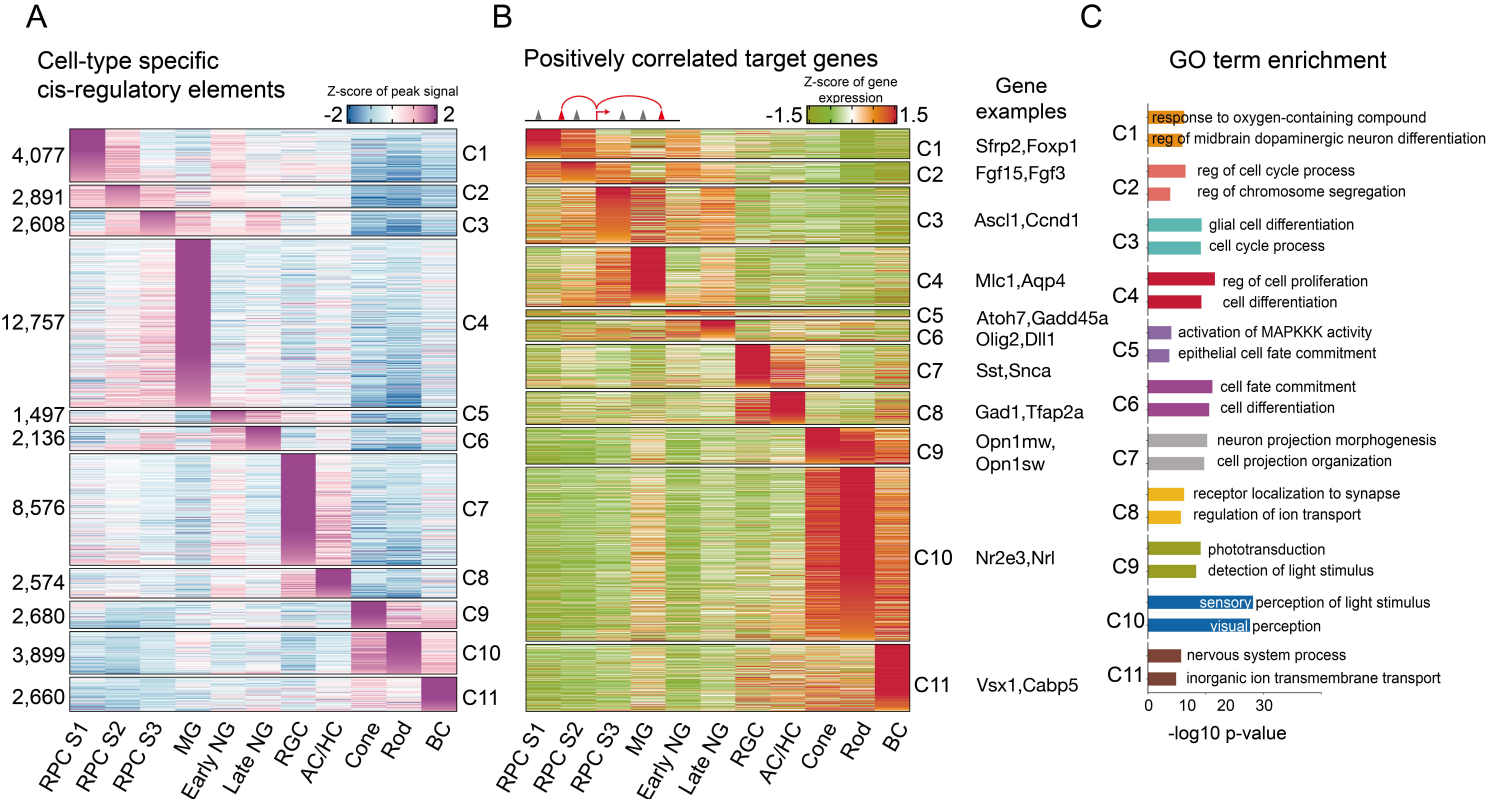 A
Cell-type specific
cis-regulatory elements
Z-score of peak signal
-2 2
4,077 C1
2,891 C2
2,608 C3
12,757 C4
1,497 C5
2,136 C6
8,576 C7
2,574 C8
2,680 C9
3,899 C10
2,660 C11
RPC S1 RPC S2 RPC S3 MG Early NG Late NG RGC AC/HC Cone Rod BC
B
Positively correlated target genes
Z-score of gene
expression
-1.5 1.5
Gene
examples
C1 Sfrp2,Foxp1
C2 Fgf15,Fgf3
C3 Ascl1,Ccnd1
C4 Mlc1,Aqp4
C5 Atoh7,Gadd45a
C6 Olig2,Dll1
C7 Sst,Snca
C8 Gad1,Tfap2a
C9 Opn1mw,
Opn1sw
C10 Nr2e3,Nrl
C11 Vsx1,Cabp5
RPC S1 RPC S2 RPC S3 MG Early NG Late NG RGC AC/HC Cone Rod BC
C
GO term enrichment
C1
response to oxygen-containing compound
reg of midbrain dopaminergic neuron differentiation
C2
reg of cell cycle process
reg of chromosome segregation
C3
glial cell differentiation
cell cycle process
C4
reg of cell proliferation
cell differentiation
C5
activation of MAPKKK activity
epithelial cell fate commitment
C6
cell fate commitment
cell differentiation
C7
neuron projection morphogenesis
cell projection organization
C8
receptor localization to synapse
regulation of ion transport
C9
phototransduction
detection of light stimulus
C10
sensory perception of light stimulus
visual perception
C11
nervous system process
inorganic ion transmembrane transport
0 10 20 30
-log10 p-value